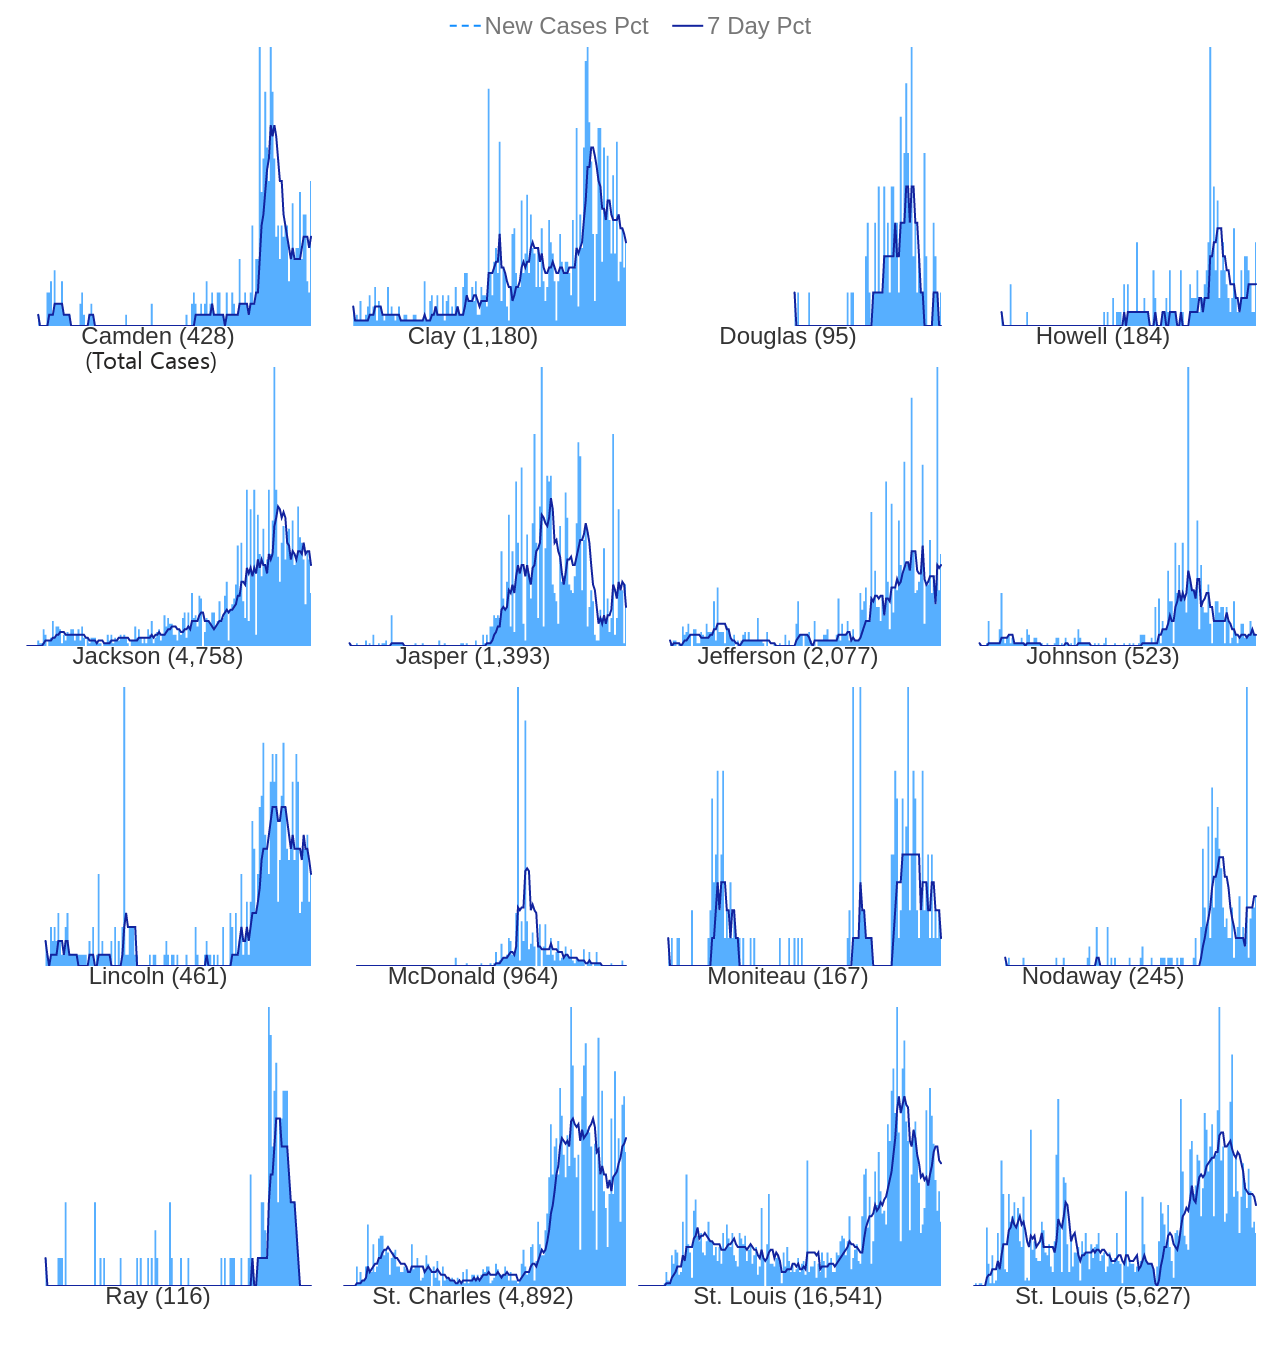 New Cases Pct 7 Day Pct
Camden (428) Clay (1,180) Douglas (95) Howell (184)
(Total Cases)
Jackson (4,758) Jasper (1,393) Jefferson (2,077) Johnson (523)
Lincoln (461) McDonald (964) Moniteau (167) Nodaway (245)
Ray (116) St. Charles (4,892) St. Louis (16,541) St. Louis (5,627)